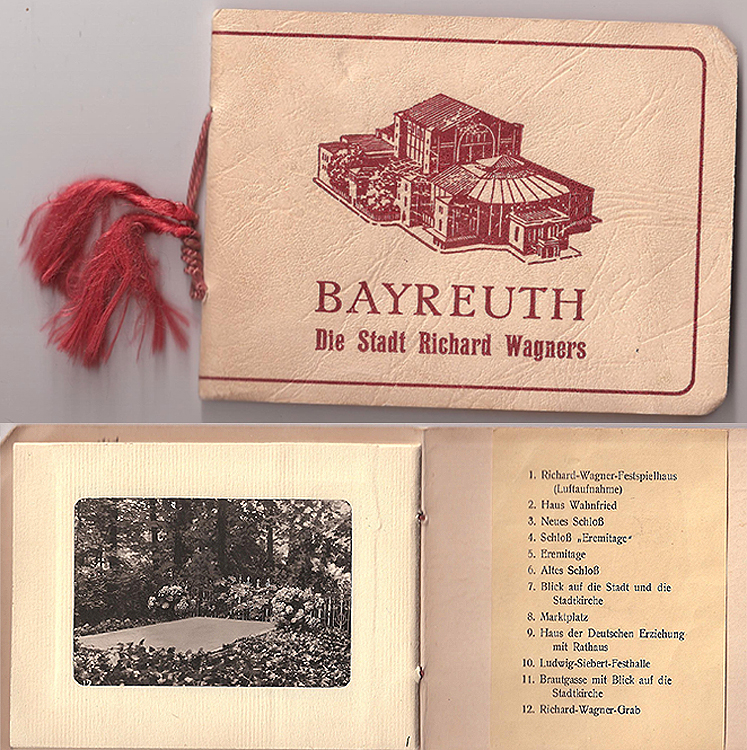 BAYREUTH
Die Stadt Richard Wagners
1. Richard-Wagner-Festspielhaus
(Luftaufnahme)
2. Haus Wahnfried
3. Neues Schloß
4. Schloß „Eremitage"
5. Eremitage
6. Altes Schloß
7. Blick auf die Stadt und die
Stadtkirche
8. Marktplatz
9. Haus der Deutschen Erziehung
mit Rathaus
10. Ludwig-Siebert-Festhalle
11. Brautgasse mit Blick auf die
Stadtkirche
12. Richard-Wagner-Grab
12